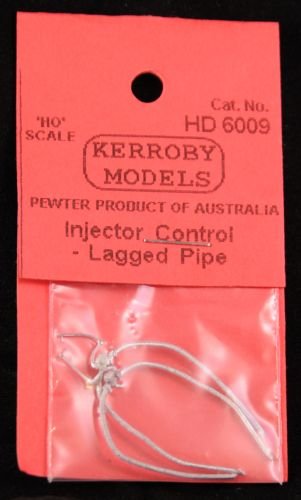 Cat. No.
'HO' HD 6009
SCALE
KERROBY
MODELS
PEWTER PRODUCT OF AUSTRALIA
Injector Control
- Lagged Pipe